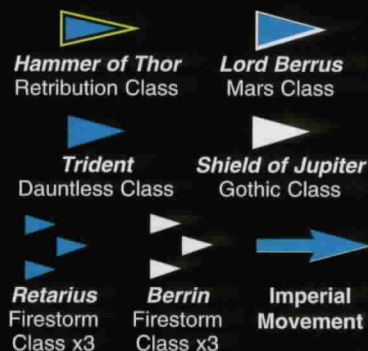 Hammer of Thor
Retribution Class
Lord Berrus
Mars Class
Trident
Dauntless Class
Shield of Jupiter
Gothic Class
Retarius
Firestorm
Class x3
Berrin
Firestorm
Class x3
Imperial
Movement